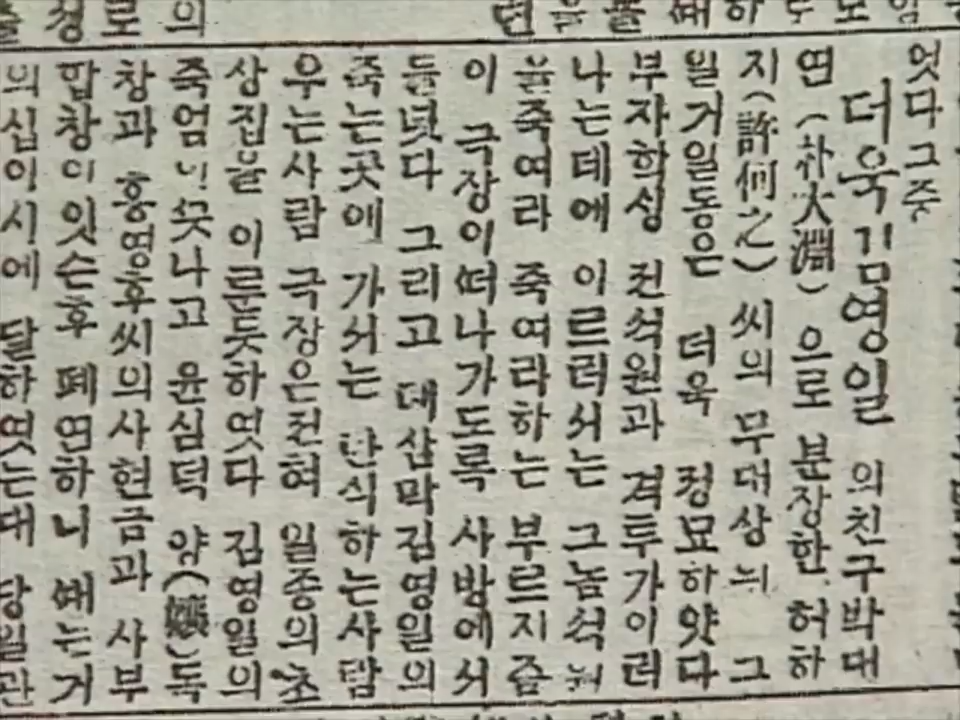 엇다 그중
더욱 김영일 의친구박대
연 (朴大淵) 으로 분장한 허하
지(許何之) 씨의 무대상 늬 그
일거일동은 더욱 정묘하얏다
부자학싱 전석원과 격투가이러
나는데에 이르러서는 그놈석
을죽여라 죽여라하는 부르지즘
이 극장이떠나가도록 사방에서
들녓다 그리고 대삼막김영일의
죽는곳에 가서는 탄식하는사람
우는사람 극장은전혀 일종의초
상집을 이룬듯하엿다 김영일의
죽엄 씃나고 윤심덕 양( )독
창과 홍영후씨의사현금과 사부
합창이잇슨후 폐연하니 때는거
의십이시에 달하엿는대 당일관